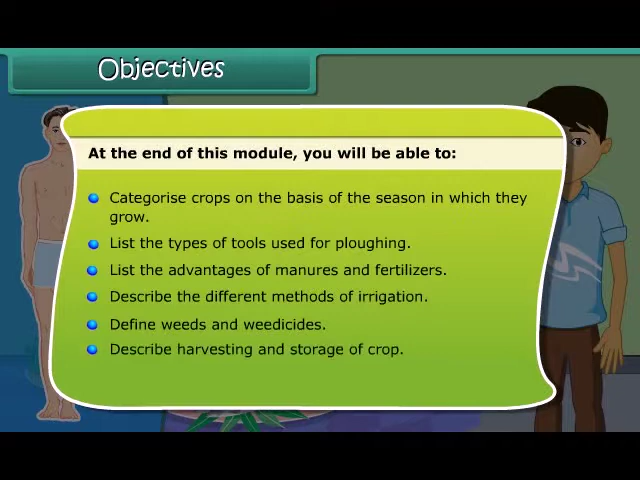 Objectives
At the end of this module, you will be able to:
Categorise crops on the basis of the season in which they
grow.
List the types of tools used for ploughing.
List the advantages of manures and fertilizers.
Describe the different methods of irrigation.
Define weeds and weedicides.
Describe harvesting and storage of crop.